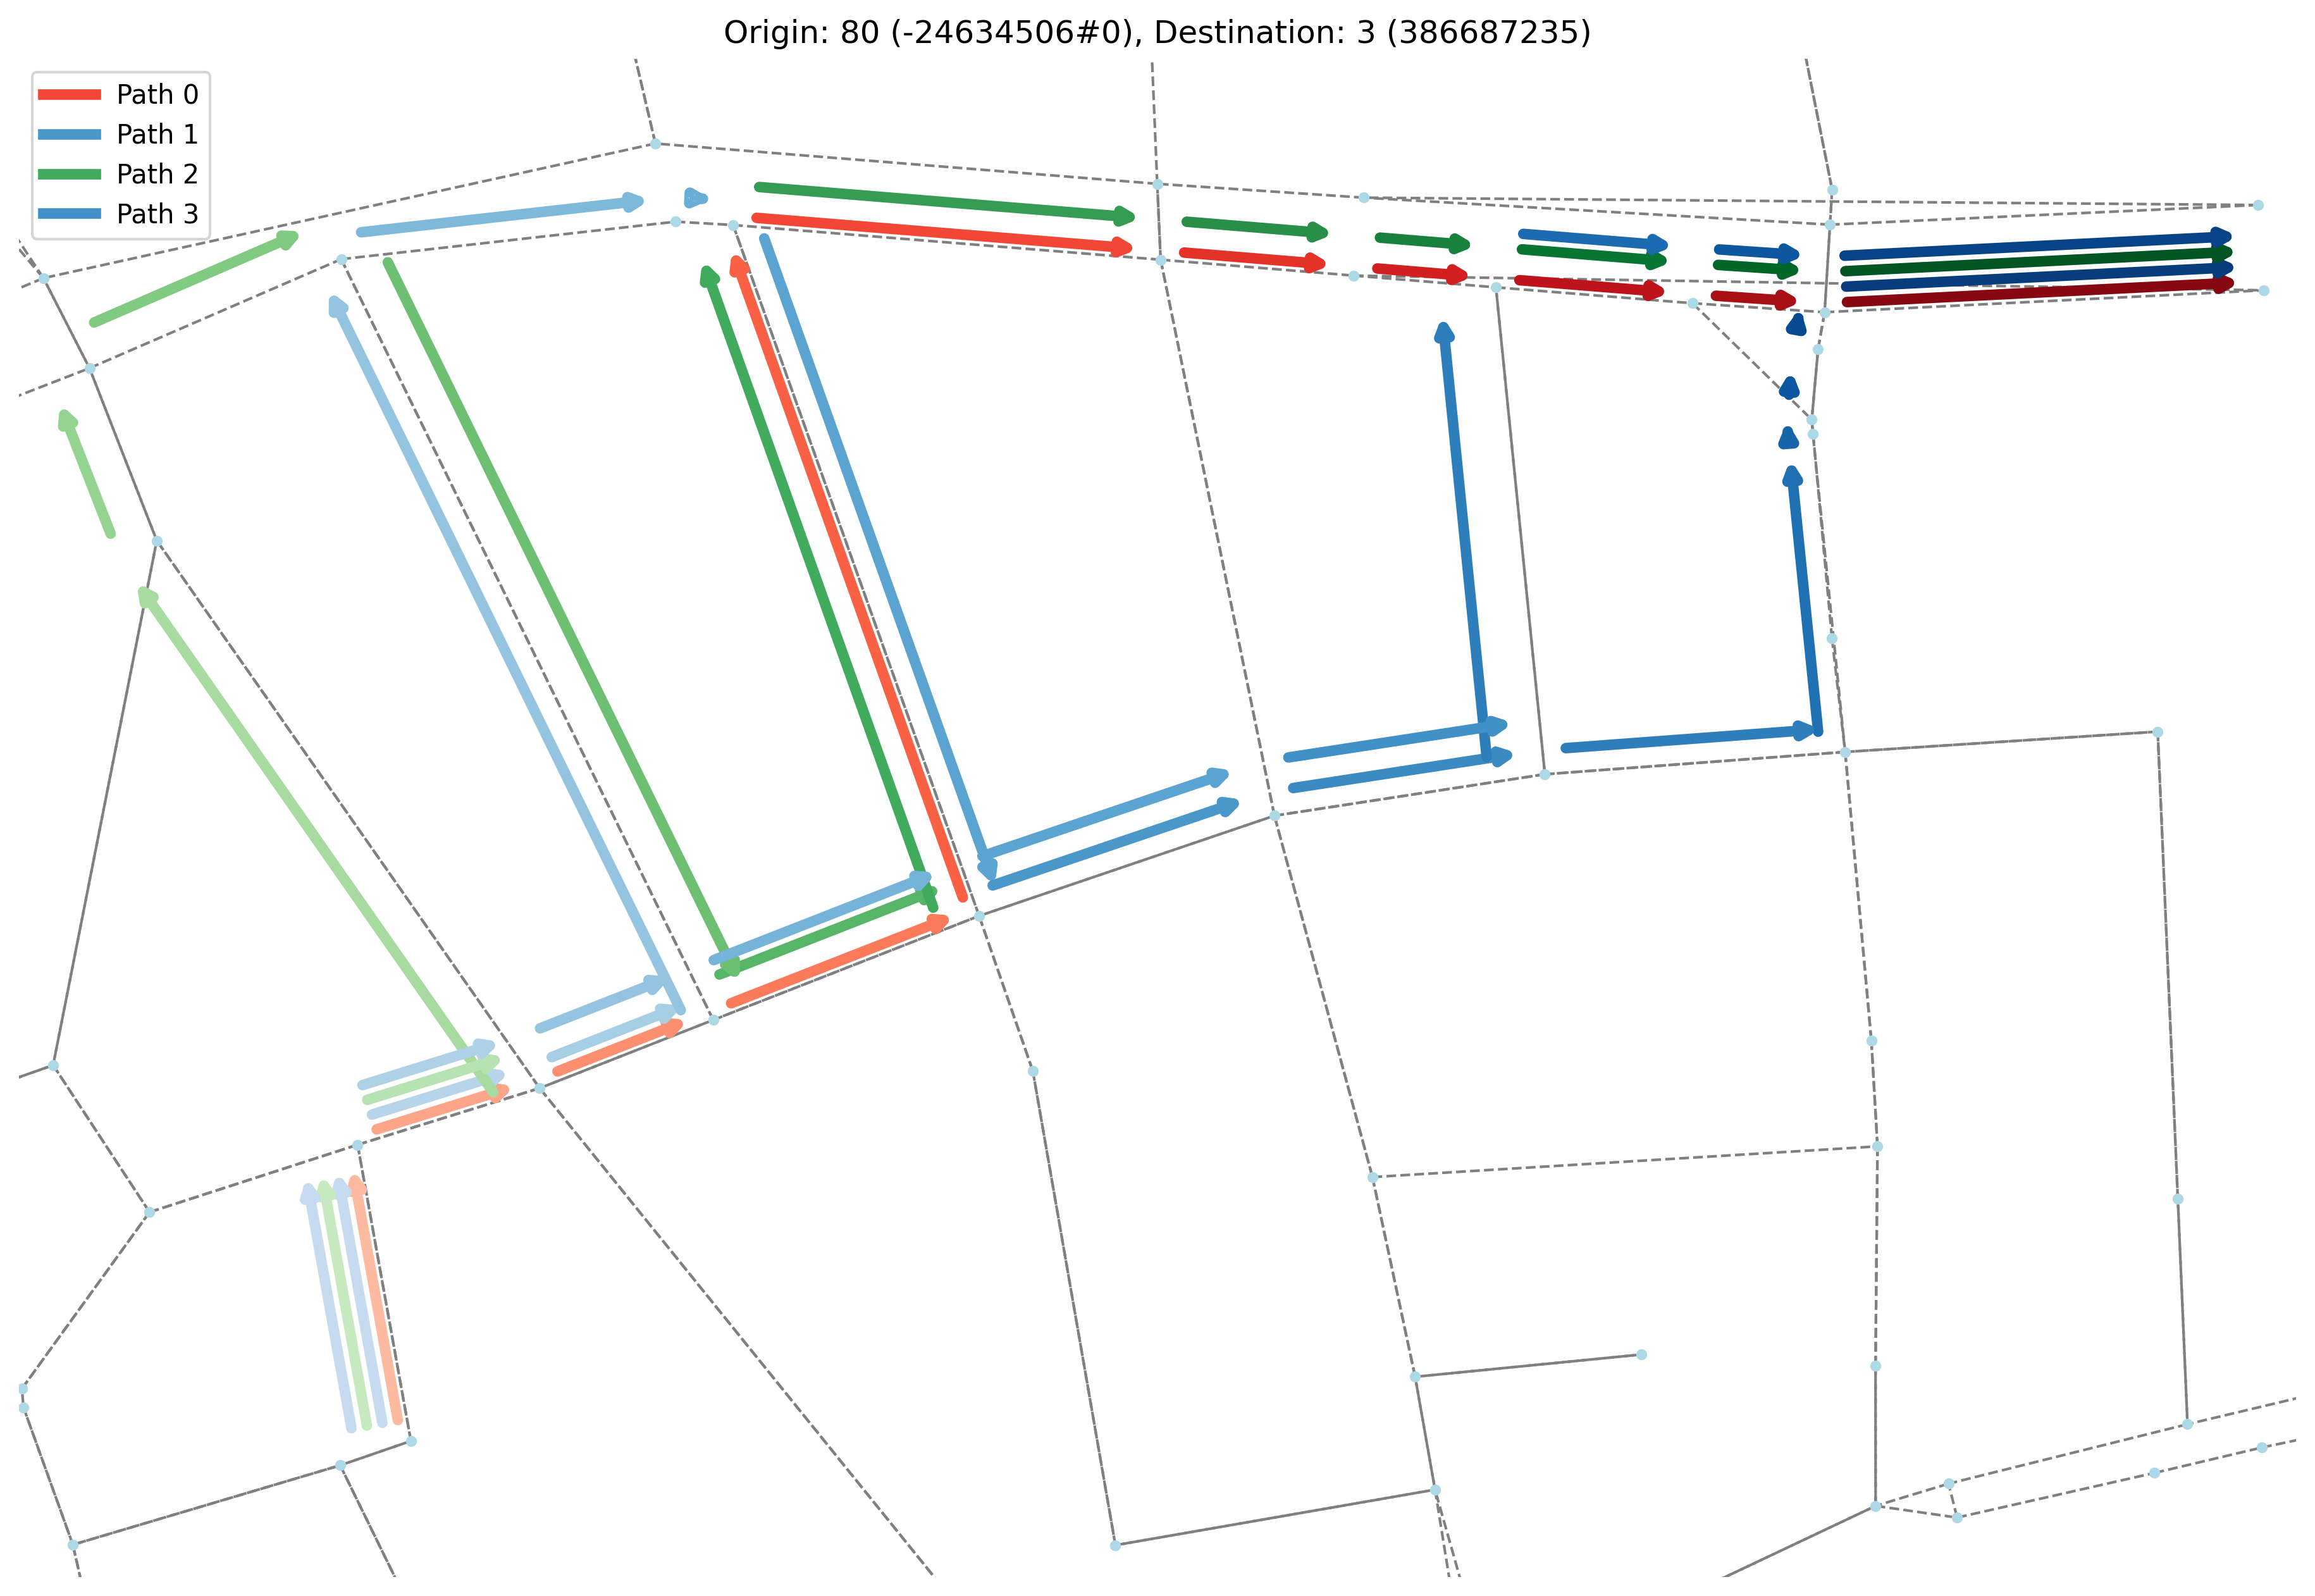 Origin: 80 (-24634506#0), Destination: 3 (386687235)
Path 0
Path 1
Path 2
Path 3